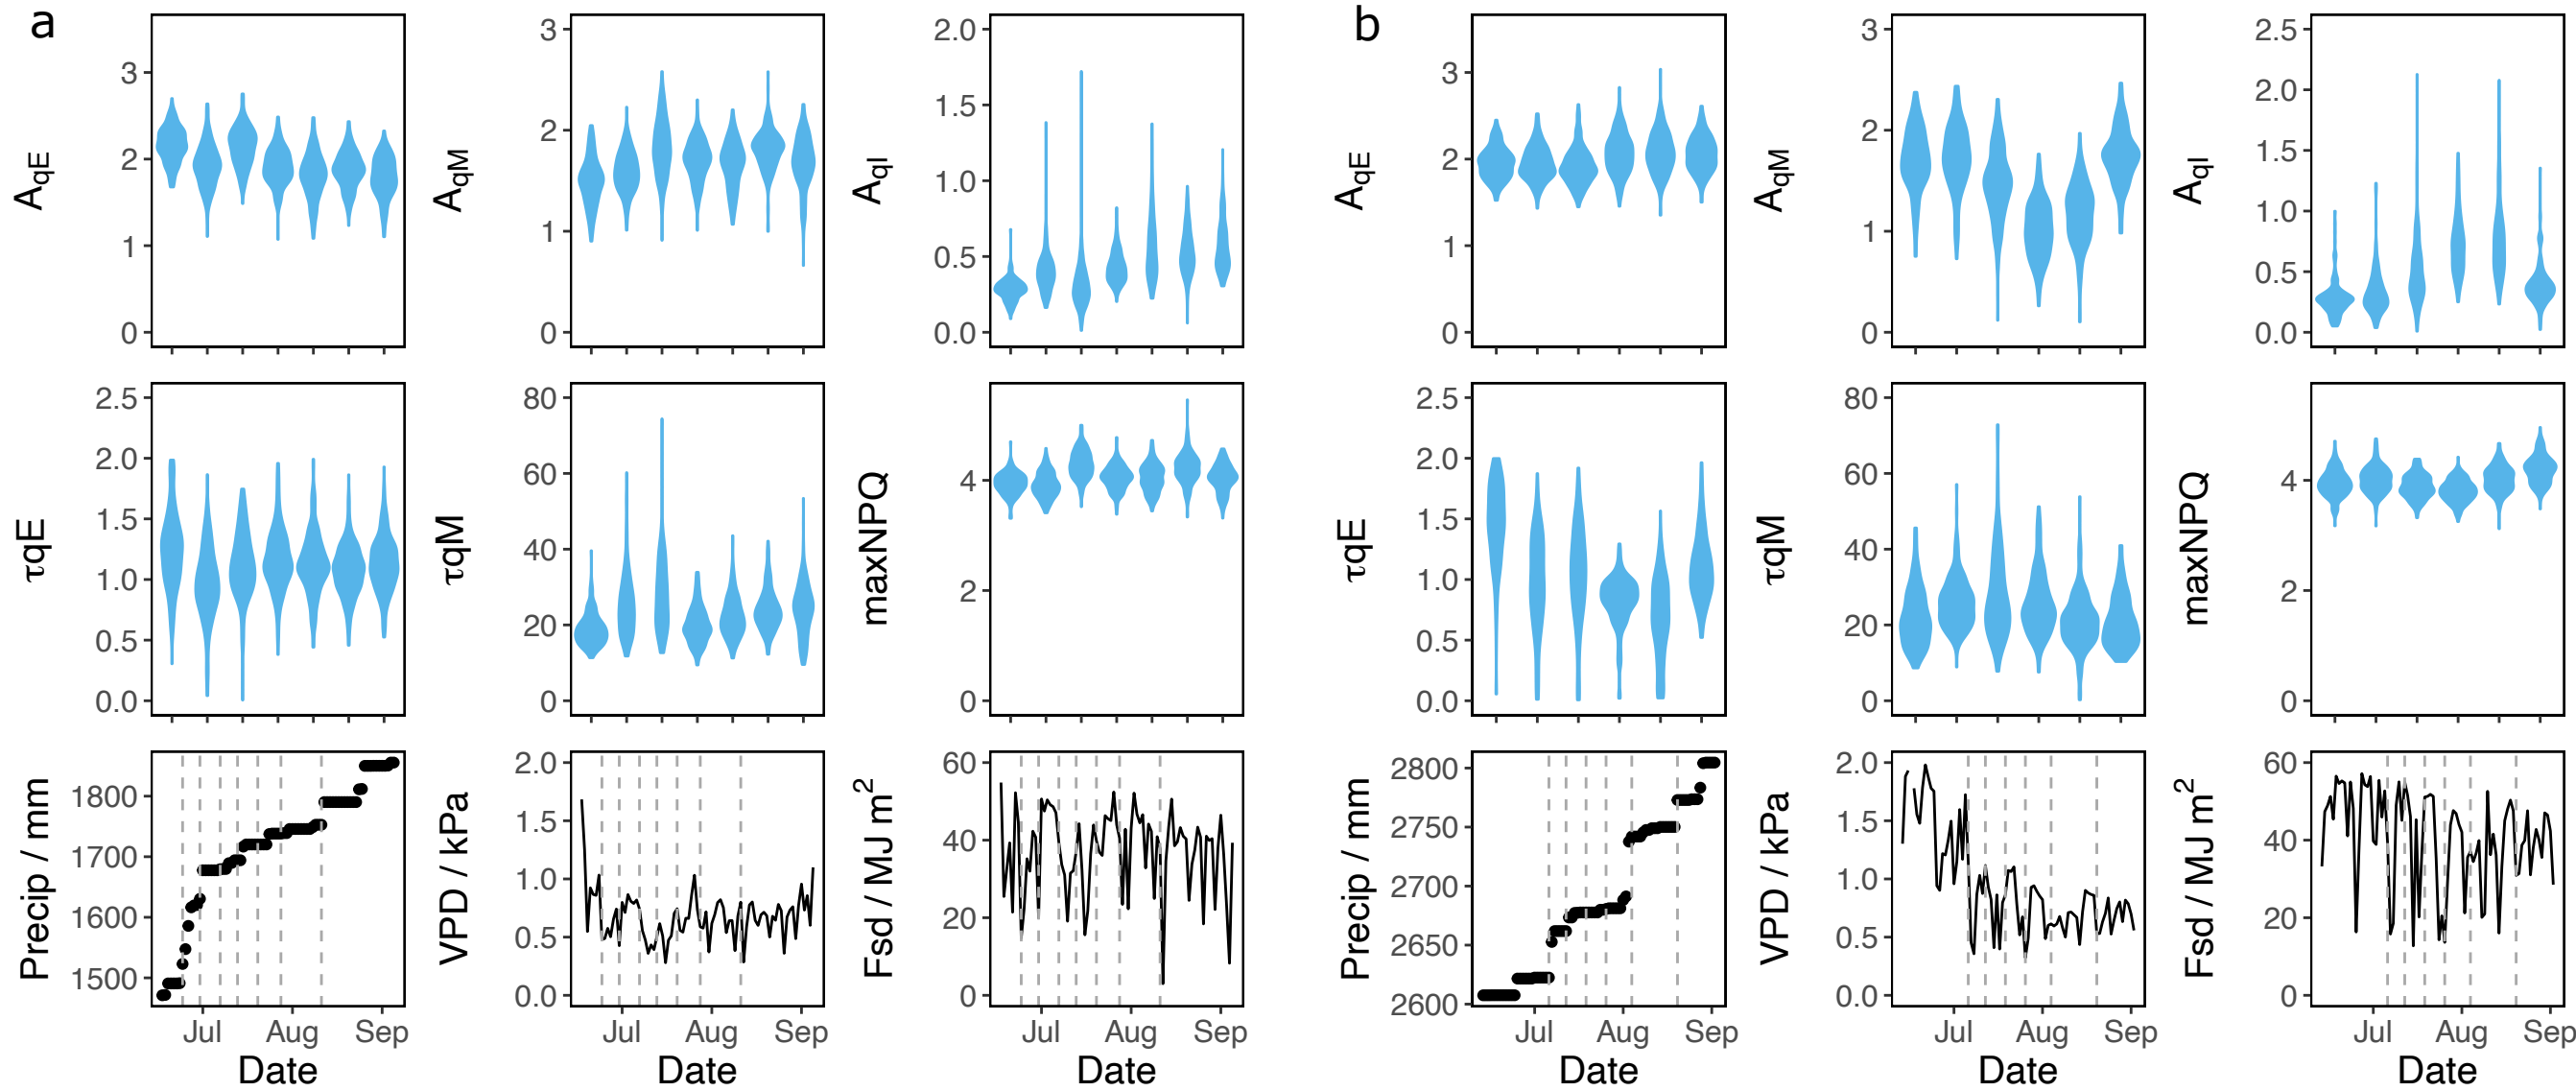 a
AqE
3
2
1
0
AqM
3
2
1
0
AqI
2.0
1.5
1.0
0.5
0.0
τqE
2.5
2.0
1.5
1.0
0.5
0.0
τqM
80
60
40
20
0
maxNPQ
4
2
0
Precip / mm
1800
1700
1600
1500
Jul Aug Sep
Date
VPD / kPa
2.0
1.5
1.0
0.5
0.0
Jul Aug Sep
Date
Fsd / MJ m²
60
40
20
0
Jul Aug Sep
Date
b
AqE
3
2
1
0
AqM
3
2
1
0
AqI
2.5
2.0
1.5
1.0
0.5
0.0
τqE
2.5
2.0
1.5
1.0
0.5
0.0
τqM
80
60
40
20
0
maxNPQ
4
2
0
Precip / mm
2800
2750
2700
2650
2600
Jul Aug Sep
Date
VPD / kPa
2.0
1.5
1.0
0.5
0.0
Jul Aug Sep
Date
Fsd / MJ m²
60
40
20
0
Jul Aug Sep
Date